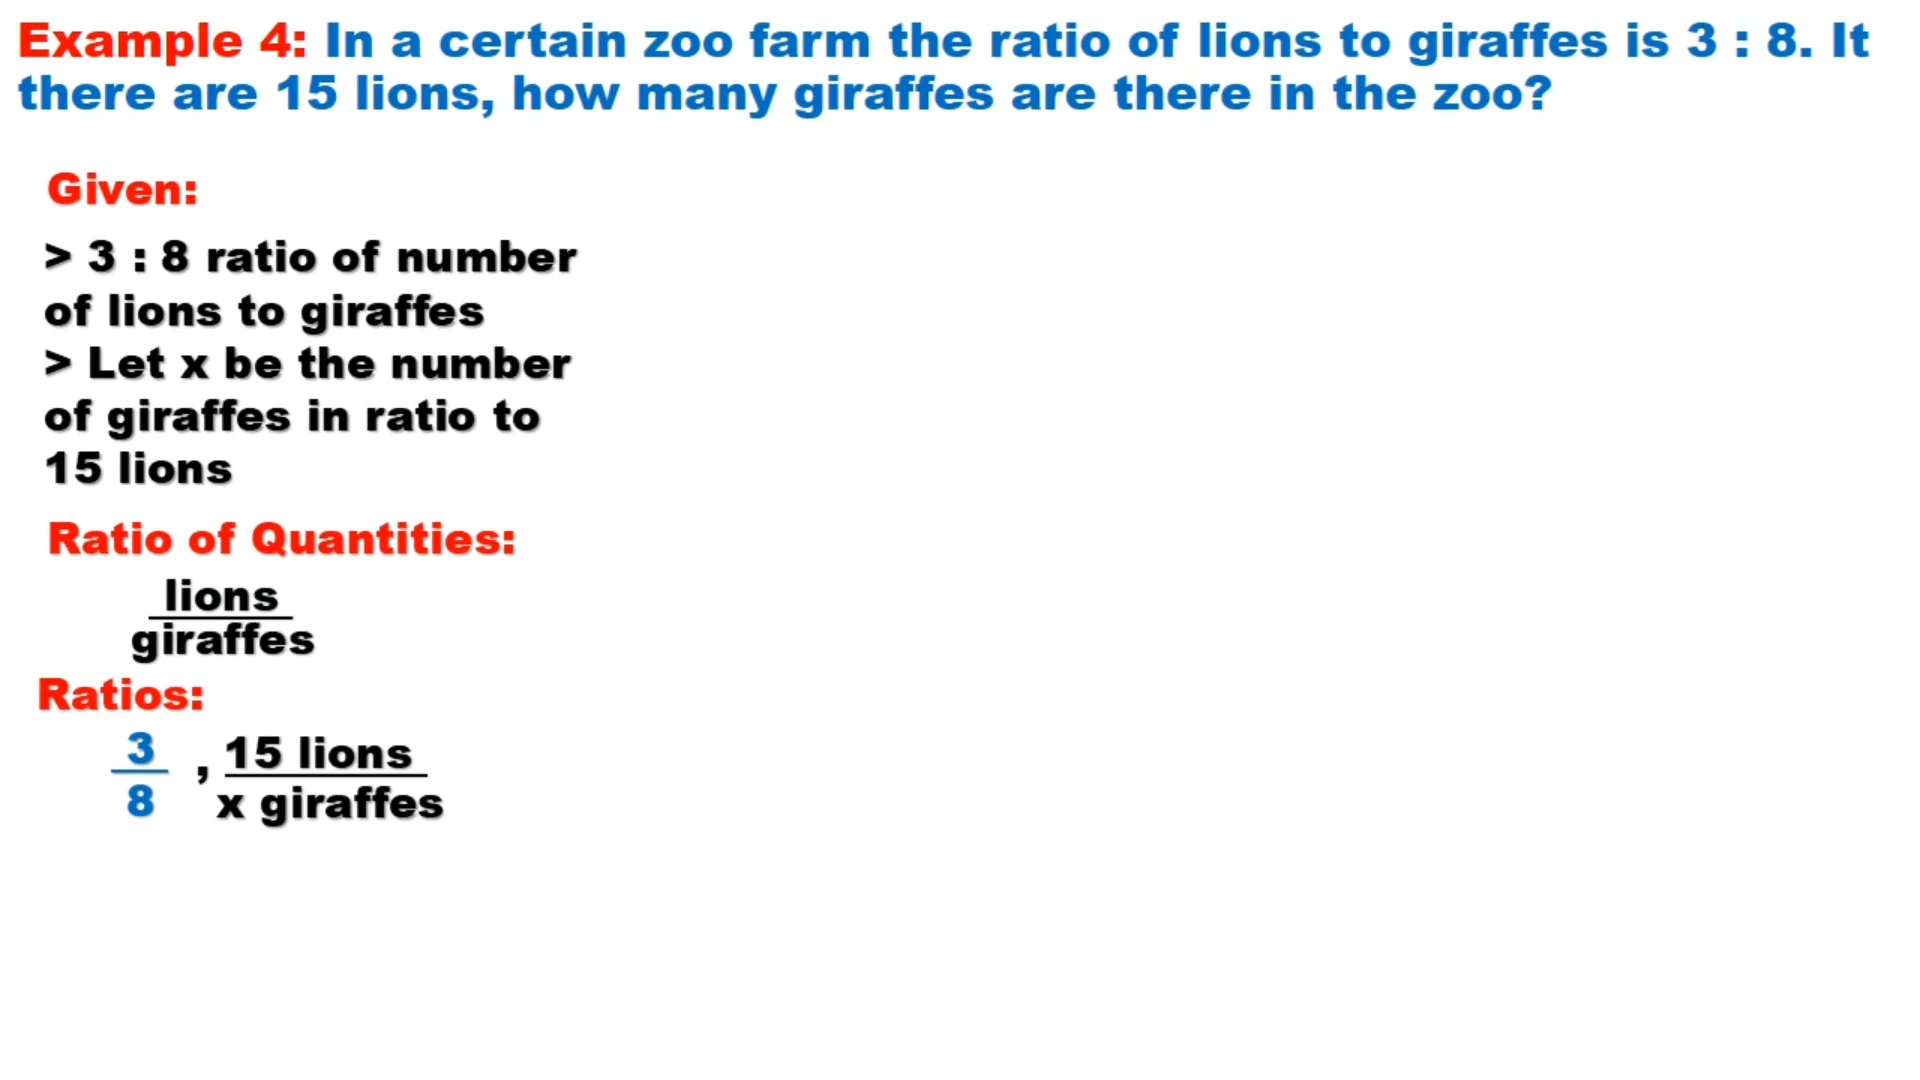 Example 4: In a certain zoo farm the ratio of lions to giraffes is 3 : 8. It
there are 15 lions, how many giraffes are there in the zoo?
Given:
> 3 : 8 ratio of number
of lions to giraffes
> Let x be the number
of giraffes in ratio to
15 lions
Ratio of Quantities:
lions
giraffes
Ratios:
3 , 15 lions
8 x giraffes